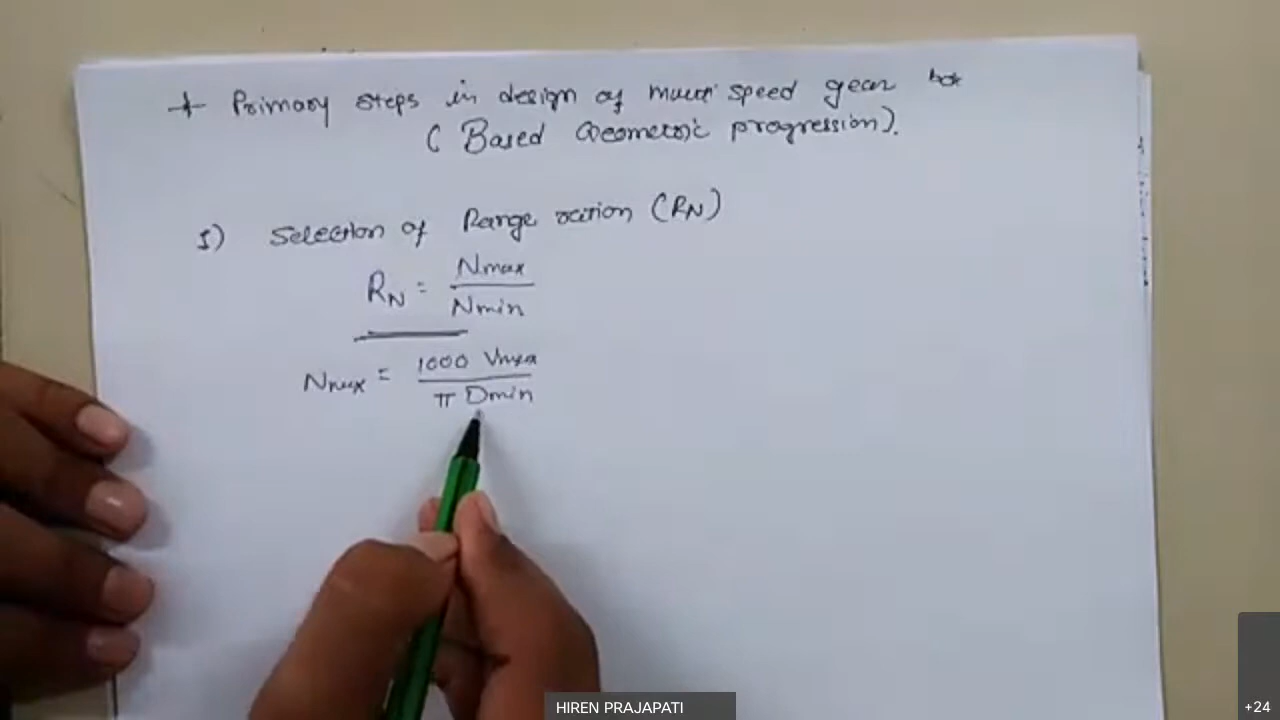 * Primary steps in design of multi speed gear box
( Based Geometric progression).
1) Selection of Range ration (RN)
RN = Nmax / Nmin
Nmax = 1000 Vmax / π Dmin
HIREN PRAJAPATI
+24